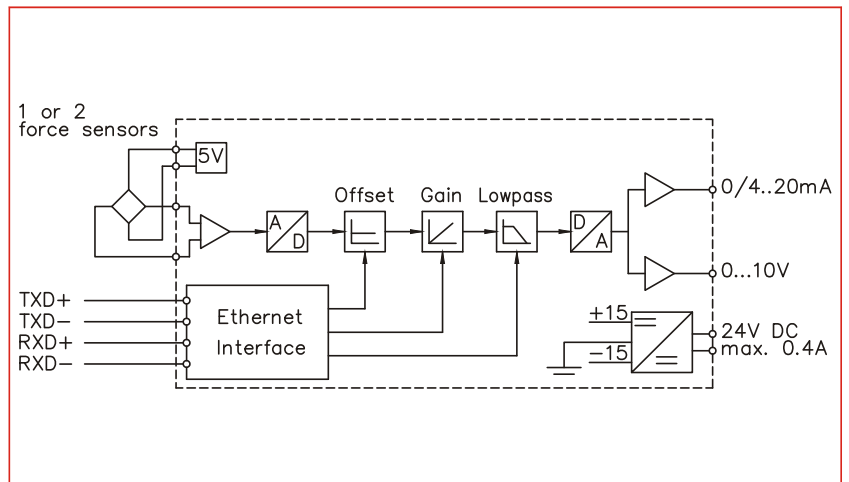 1 or 2
force sensors
5V
Offset
Gain
Lowpass
A
D
D
A
0/4..20mA
0...10V
TXD+
TXD-
RXD+
RXD-
Ethernet
Interface
+15
-15
24V DC
max. 0.4A